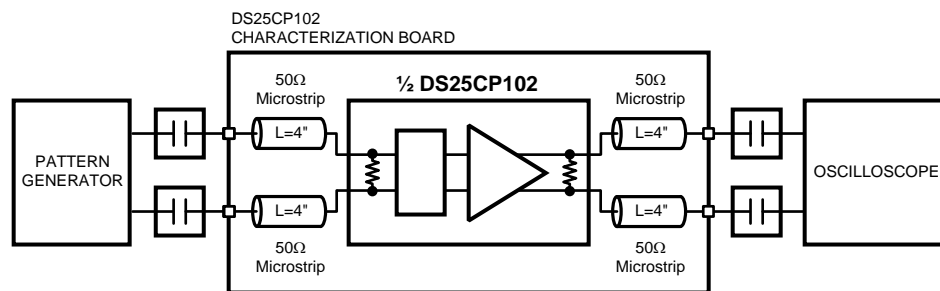 DS25CP102
CHARACTERIZATION BOARD
50Ω
Microstrip
½ DS25CP102
50Ω
Microstrip
L=4"
L=4"
PATTERN
GENERATOR
OSCILLOSCOPE
L=4"
L=4"
50Ω
Microstrip
50Ω
Microstrip